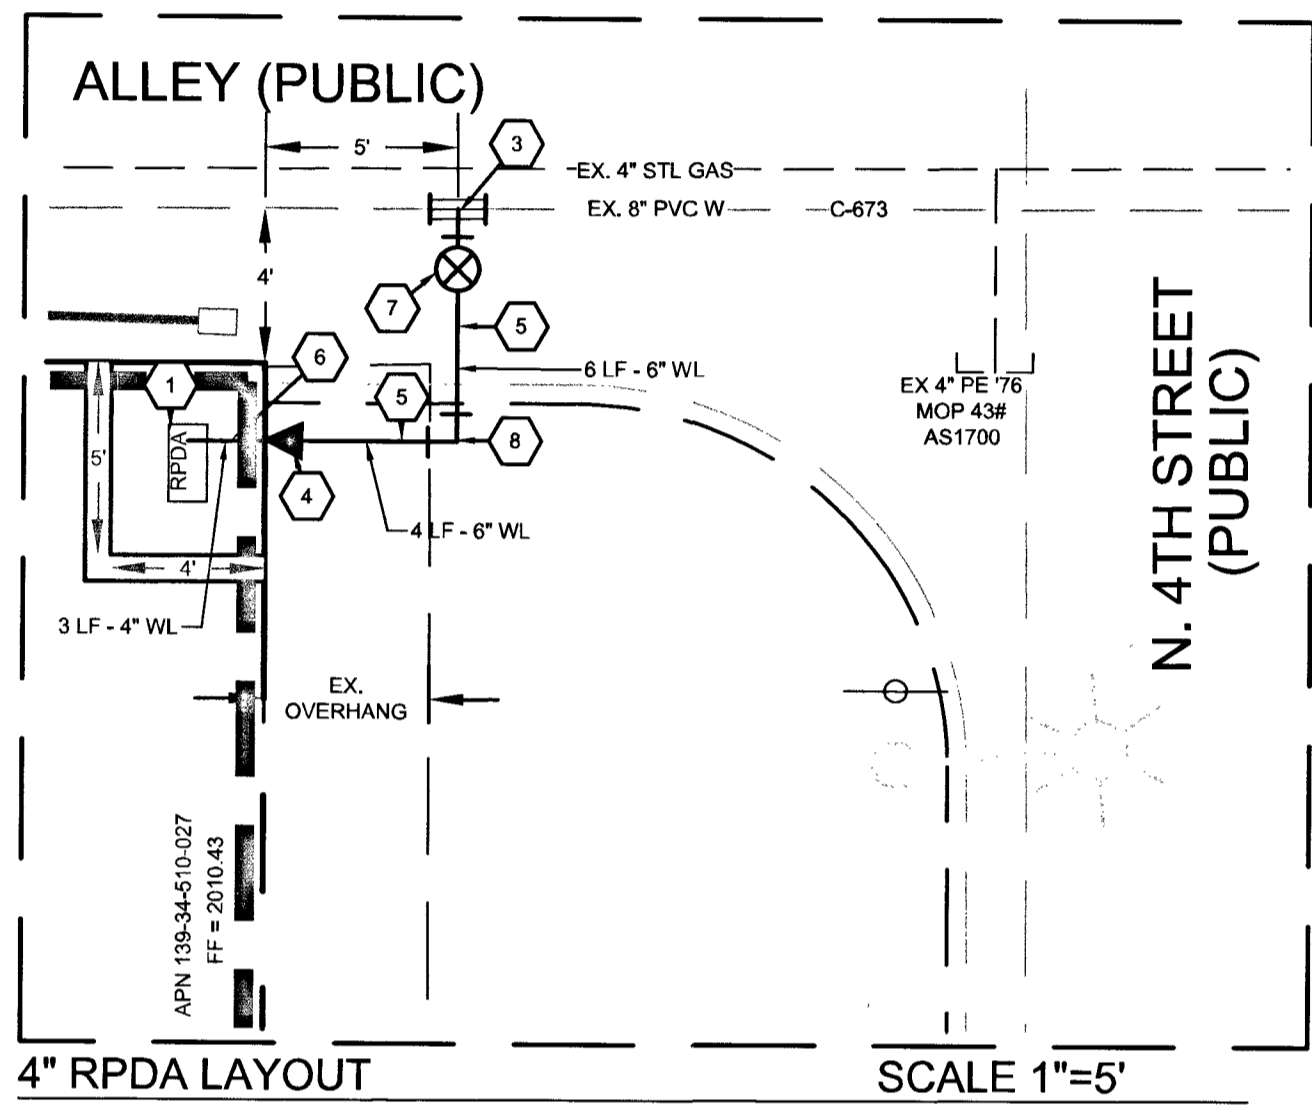 ALLEY (PUBLIC)
5'
3
EX. 4" STL GAS
EX. 8" PVC W
C-673
4'
7
5
6
6 LF - 6" WL
1
5
EX 4" PE '76
MOP 43#
AS1700
N. 4TH STREET
(PUBLIC)
RPDA
5'
8
4
4 LF - 6" WL
4'
3 LF - 4" WL
EX.
OVERHANG
APN 139-34-510-027
FF = 2010.43
4" RPDA LAYOUT
SCALE 1"=5'